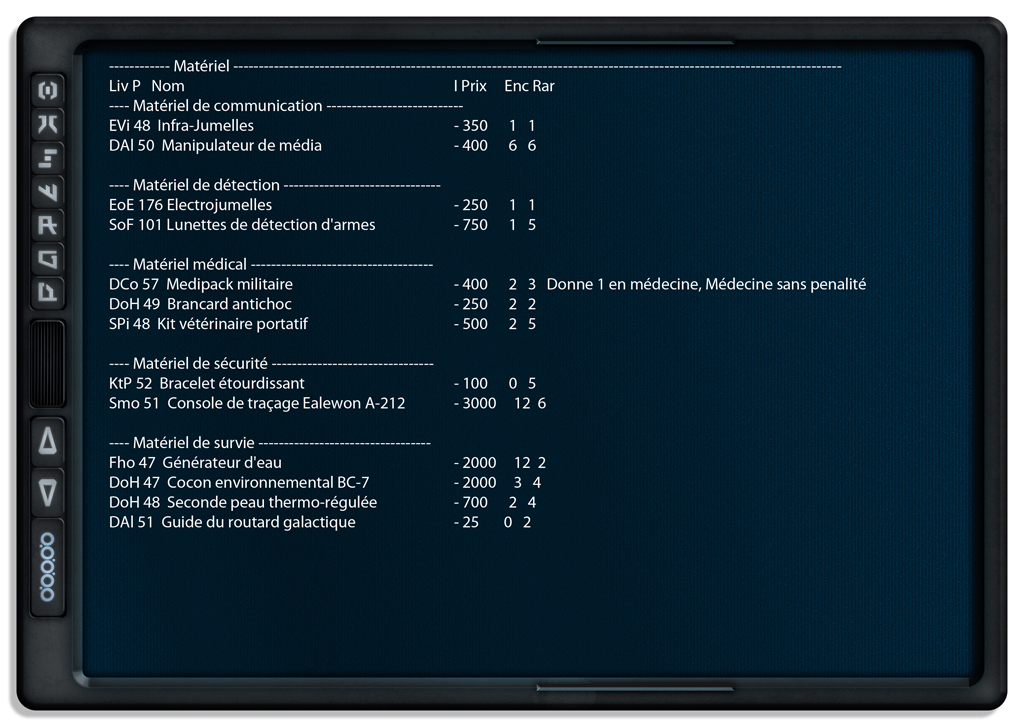 ------------ Matériel -------------------------------------------------------------------------------------------------------------------------
Liv P Nom I Prix Enc Rar
---- Matériel de communication ---------------------------
EVi 48 Infra-Jumelles - 350 1 1
DAl 50 Manipulateur de média - 400 6 6
---- Matériel de détection -------------------------------
EoE 176 Electrojumelles - 250 1 1
SoF 101 Lunettes de détection d'armes - 750 1 5
---- Matériel médical ------------------------------------
DCo 57 Medipack militaire - 400 2 3 Donne 1 en médecine, Médecine sans penalité
DoH 49 Brancard antichoc - 250 2 2
SPi 48 Kit vétérinaire portatif - 500 2 5
---- Matériel de sécurité --------------------------------
KtP 52 Bracelet étourdissant - 100 0 5
Smo 51 Console de traçage Ealewon A-212 - 3000 12 6
---- Matériel de survie ----------------------------------
Fho 47 Générateur d'eau - 2000 12 2
DoH 47 Cocon environnemental BC-7 - 2000 3 4
DoH 48 Seconde peau thermo-régulée - 700 2 4
DAl 51 Guide du routard galactique - 25 0 2